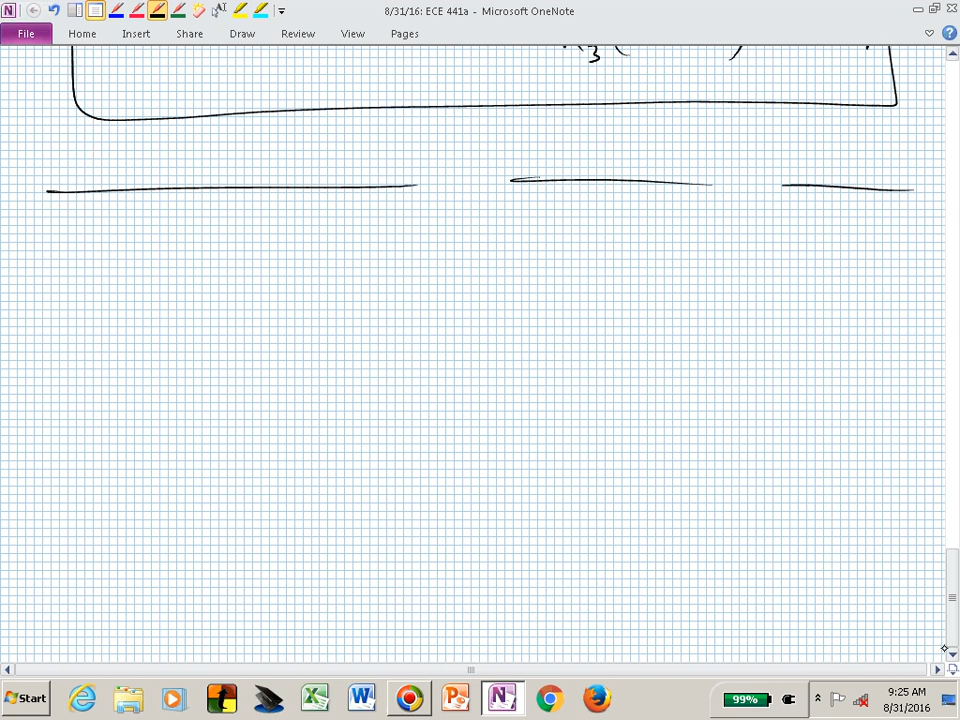 8/31/16: ECE 441a - Microsoft OneNote
File Home Insert Share Draw Review View Pages
3 (
)
Start 99% 9:25 AM
8/31/2016